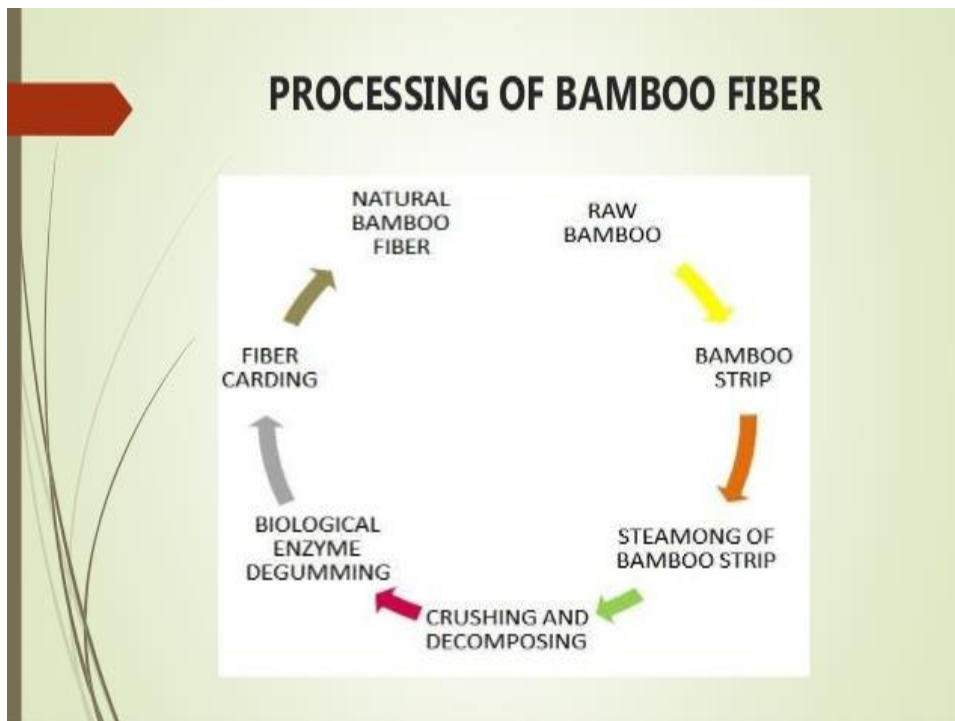 PROCESSING OF BAMBOO FIBER
RAW
BAMBOO
BAMBOO
STRIP
STEAMONG OF
BAMBOO STRIP
CRUSHING AND
DECOMPOSING
BIOLOGICAL
ENZYME
DEGUMMING
FIBER
CARDING
NATURAL
BAMBOO
FIBER